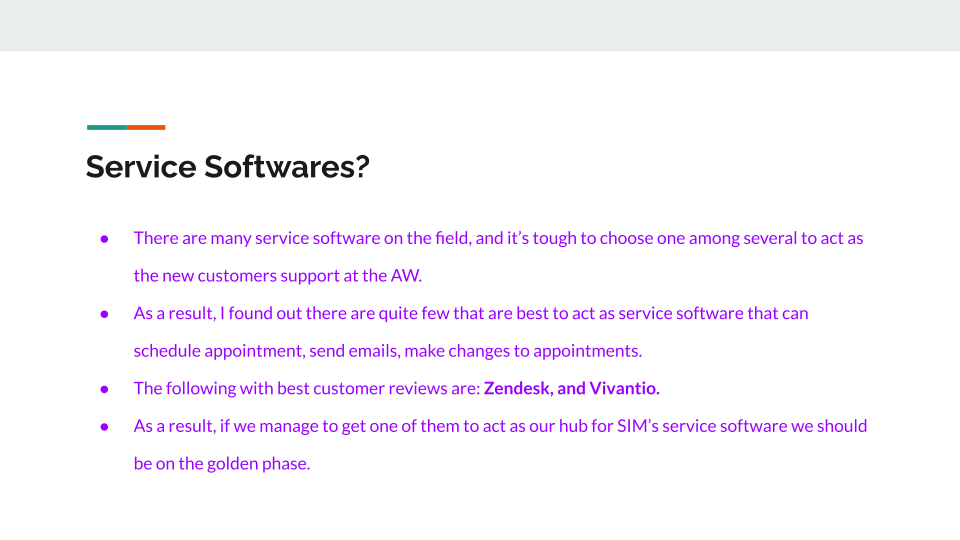 Service Softwares?
● There are many service software on the field, and it’s tough to choose one among several to act as
the new customers support at the AW.
● As a result, I found out there are quite few that are best to act as service software that can
schedule appointment, send emails, make changes to appointments.
● The following with best customer reviews are: Zendesk, and Vivantio.
● As a result, if we manage to get one of them to act as our hub for SIM’s service software we should
be on the golden phase.